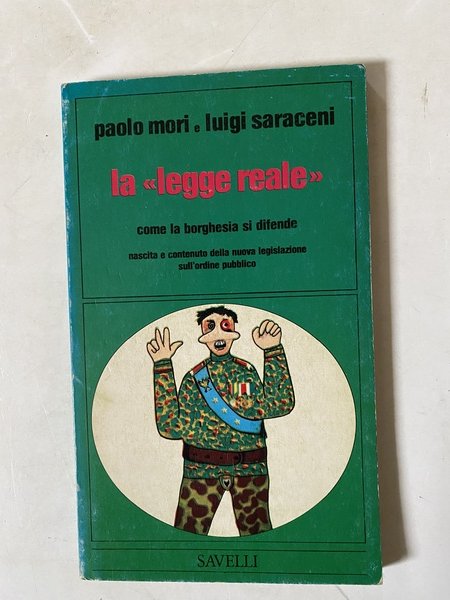 paolo mori e luigi saraceni
la «legge reale»
come la borghesia si difende
nascita e contenuto della nuova legislazione
sull'ordine pubblico
SAVELLI